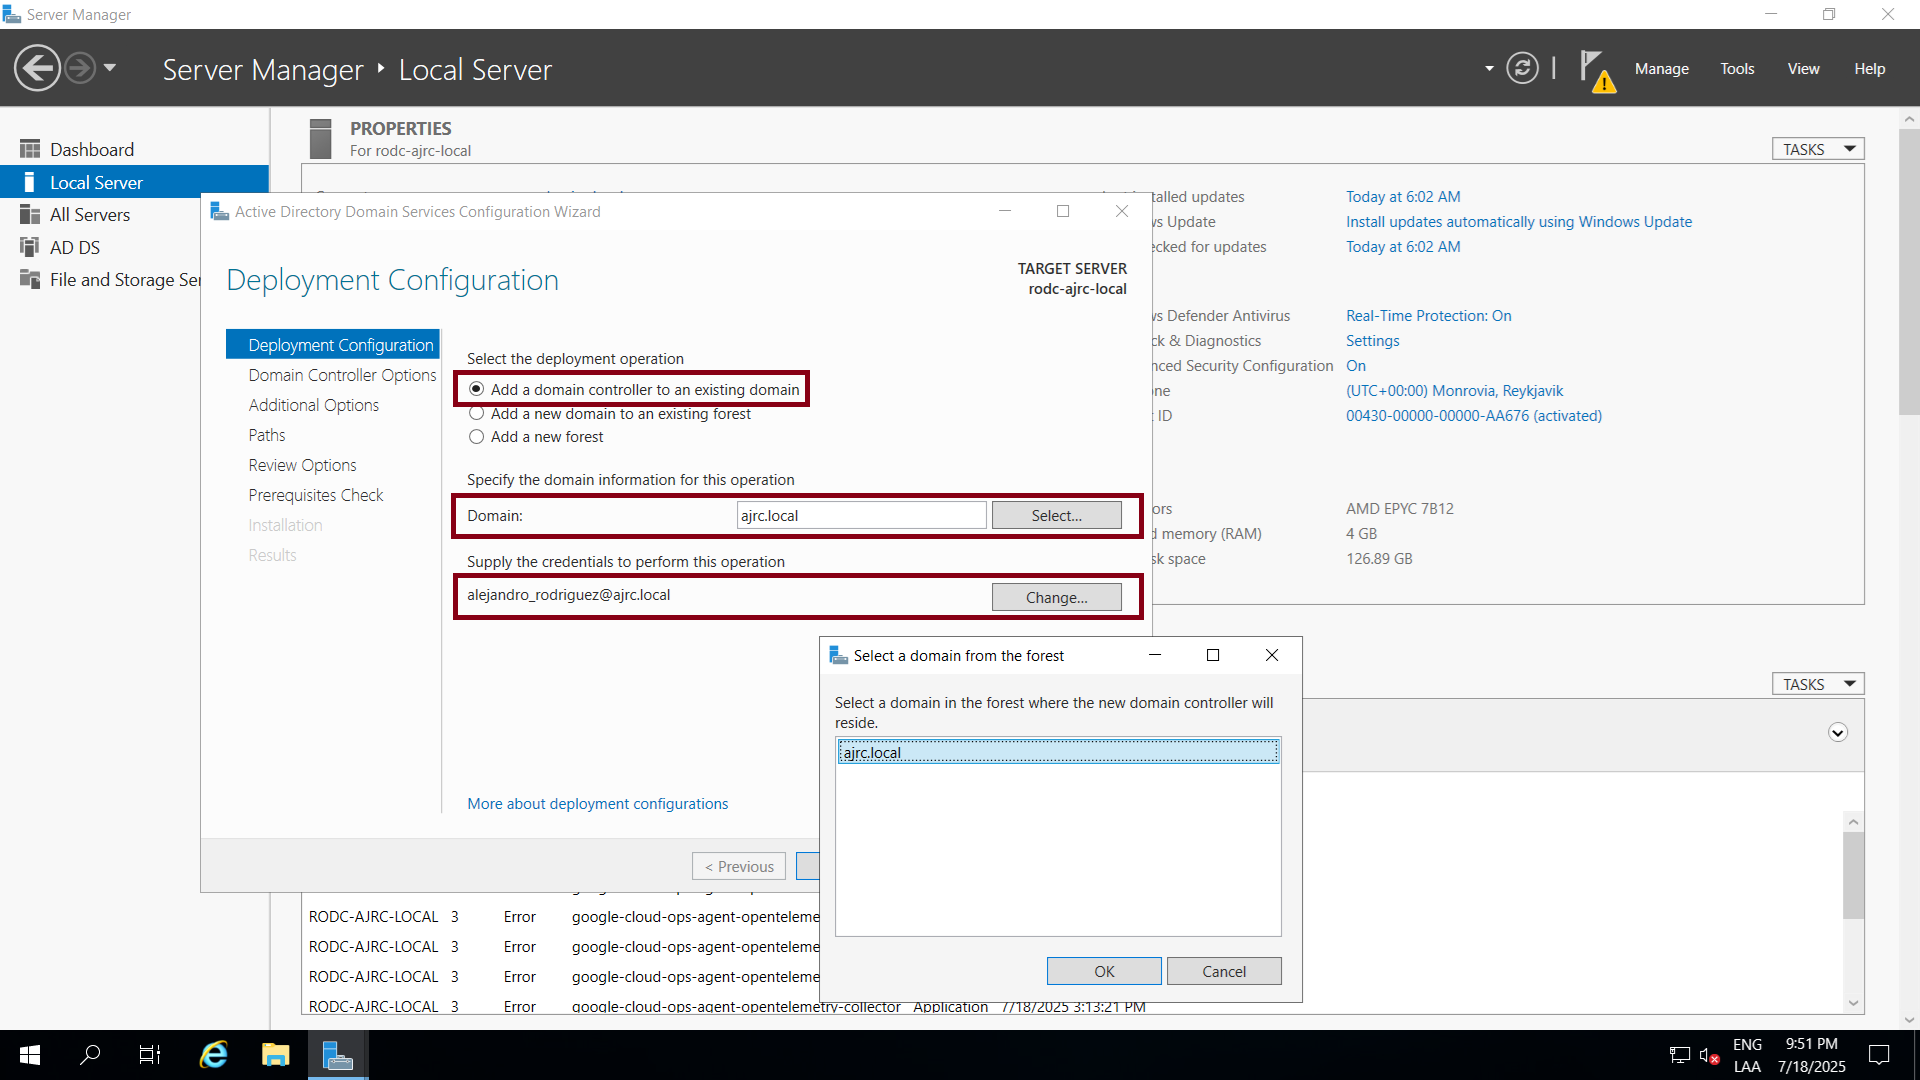 Server Manager
Server Manager ‣ Local Server
Manage
Tools
View
Help
Dashboard
Local Server
All Servers
AD DS
File and Storage Ser
PROPERTIES
For rodc-ajrc-local
TASKS
talled updates
Today at 6:02 AM
vs Update
Install updates automatically using Windows Update
ecked for updates
Today at 6:02 AM
vs Defender Antivirus
Real-Time Protection: On
ck & Diagnostics
Settings
nced Security Configuration
On
ne
(UTC+00:00) Monrovia, Reykjavik
ID
00430-00000-00000-AA676 (activated)
ors
AMD EPYC 7B12
d memory (RAM)
4 GB
sk space
126.89 GB
Active Directory Domain Services Configuration Wizard
Deployment Configuration
TARGET SERVER
rodc-ajrc-local
Deployment Configuration
Domain Controller Options
Additional Options
Paths
Review Options
Prerequisites Check
Installation
Results
Select the deployment operation
Add a domain controller to an existing domain
Add a new domain to an existing forest
Add a new forest
Specify the domain information for this operation
Domain:
ajrc.local
Select...
Supply the credentials to perform this operation
alejandro_rodriguez@ajrc.local
Change...
More about deployment configurations
< Previous
Select a domain from the forest
Select a domain in the forest where the new domain controller will
reside.
ajrc.local
OK
Cancel
TASKS
RODC-AJRC-LOCAL 3 Error google-cloud-ops-agent-openteleme
RODC-AJRC-LOCAL 3 Error google-cloud-ops-agent-openteleme
RODC-AJRC-LOCAL 3 Error google-cloud-ops-agent-openteleme
RODC-AJRC-LOCAL 3 Error google-cloud-ops-agent-opentelemetry-collector Application 7/18/2025 3:13:21 PM
ENG
LAA
9:51 PM
7/18/2025